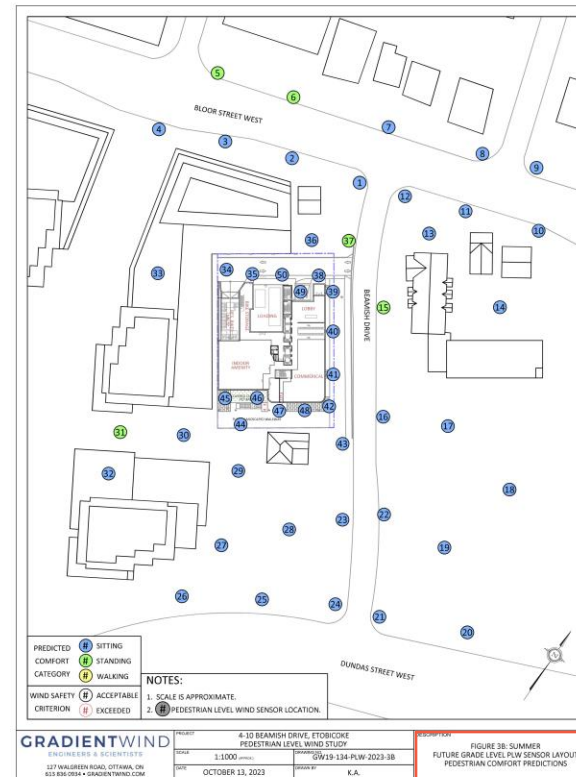 5
6
BLOOR STREET WEST
7
4
3
8
2
9
1
12
11
10
36
37
13
34
35
50
38
33
49
39
LOADING
LOBBY
14
15
BEAMISH DRIVE
40
INDOOR
AMENITY
COMMERCIAL
41
45
46
47
48
42
16
44
17
31
30
43
32
29
18
22
23
28
27
19
26
25
24
21
20
DUNDAS STREET WEST
PREDICTED
COMFORT
CATEGORY
# SITTING
# STANDING
# WALKING
WIND SAFETY
CRITERION
# ACCEPTABLE
# EXCEEDED
NOTES:
1. SCALE IS APPROXIMATE.
2. # PEDESTRIAN LEVEL WIND SENSOR LOCATION.
GRADIENTWIND
ENGINEERS & SCIENTISTS
127 WALGREEN ROAD, OTTAWA, ON
613 836 0934 • GRADIENTWIND.COM
PROJECT
4-10 BEAMISH DRIVE, ETOBICOKE
PEDESTRIAN LEVEL WIND STUDY
SCALE
1:1000 (APPROX.)
DRAWING NO.
GW19-134-PLW-2023-3B
DATE
OCTOBER 13, 2023
DRAWN BY
K.A.
DESCRIPTION
FIGURE 3B: SUMMER
FUTURE GRADE LEVEL PLW SENSOR LAYOUT
PEDESTRIAN COMFORT PREDICTIONS